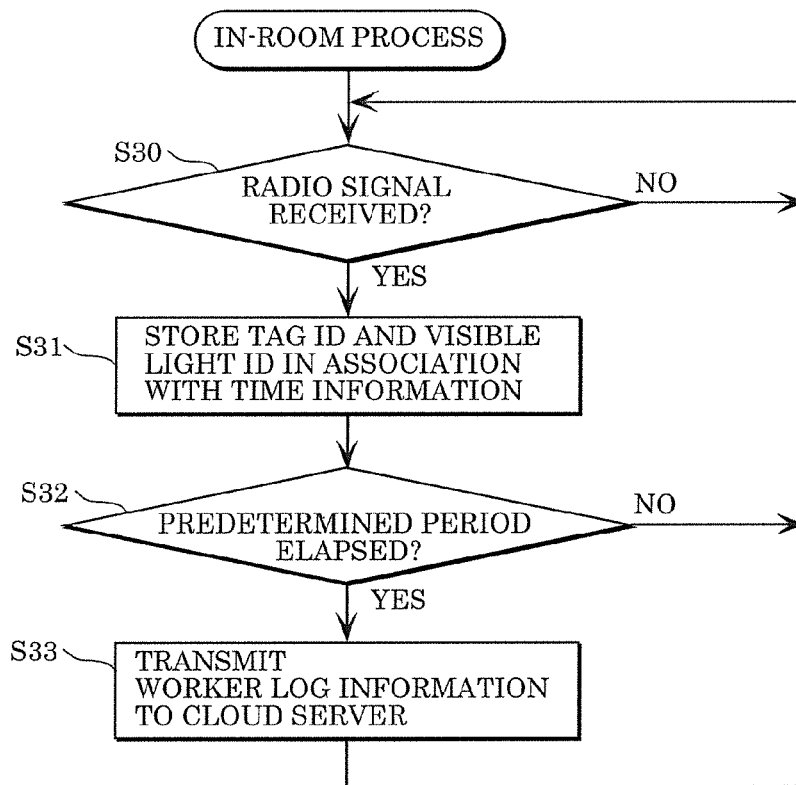 IN-ROOM PROCESS
S30
RADIO SIGNAL
RECEIVED?
NO
YES
S31
STORE TAG ID AND VISIBLE
LIGHT ID IN ASSOCIATION
WITH TIME INFORMATION
S32
PREDETERMINED PERIOD
ELAPSED?
NO
YES
S33
TRANSMIT
WORKER LOG INFORMATION
TO CLOUD SERVER